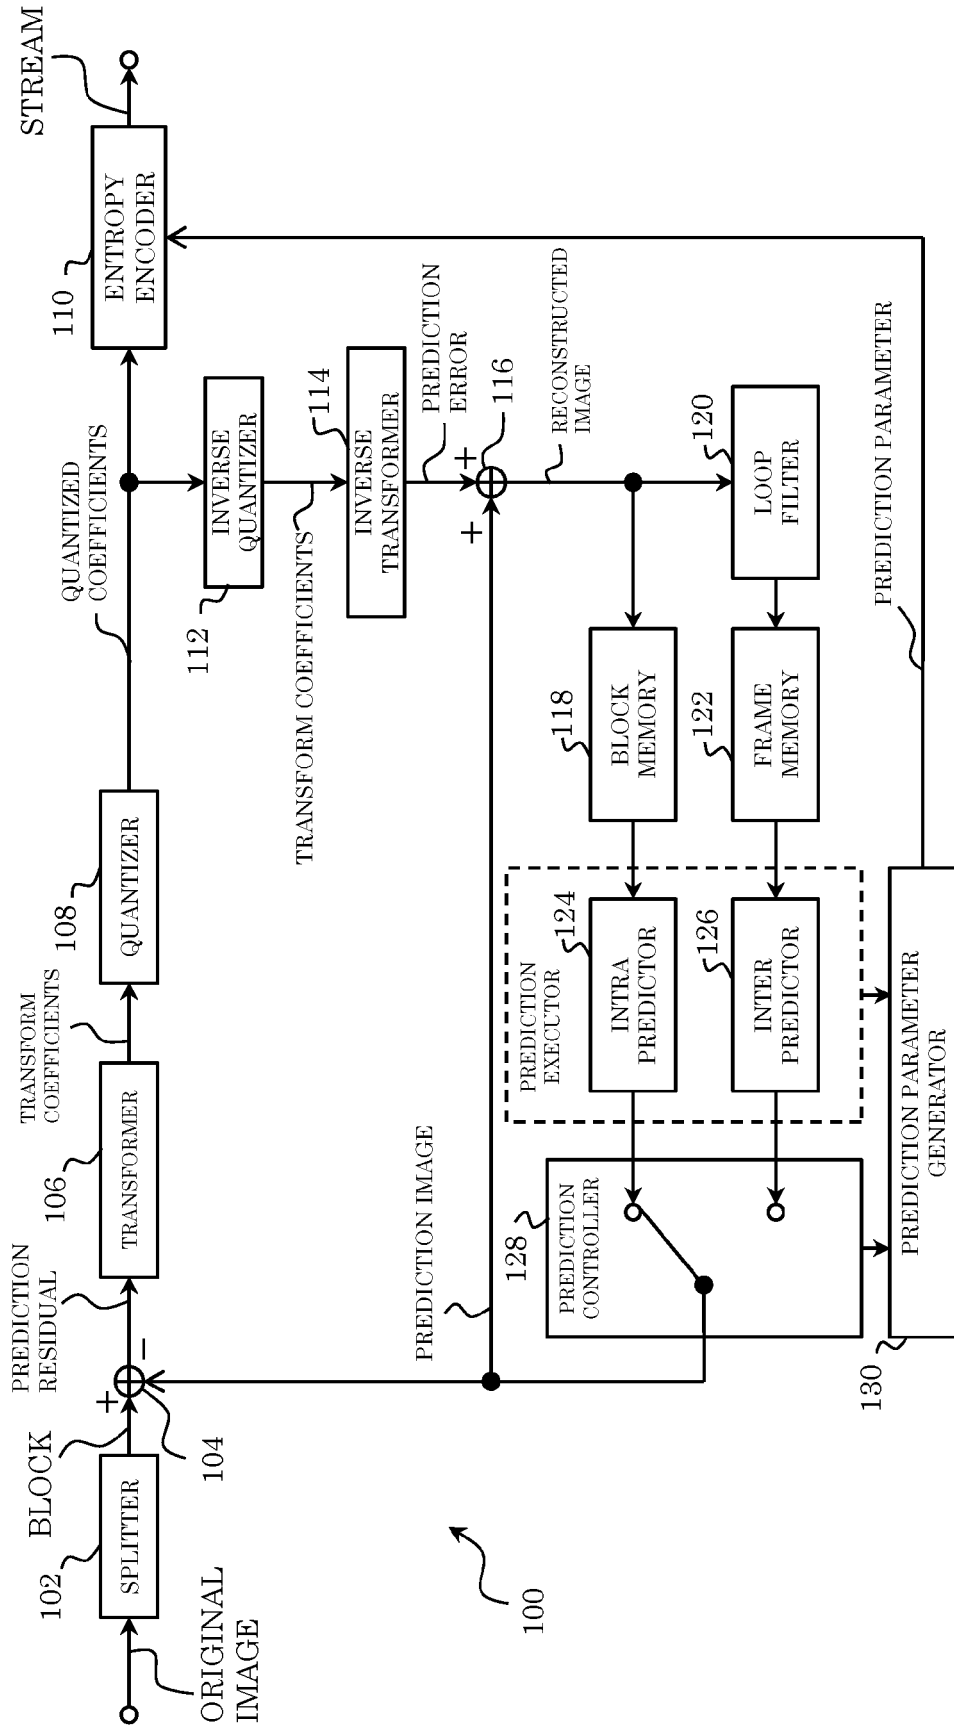 ORIGINAL
IMAGE
102
SPLITTER
BLOCK
+
-
104
PREDICTION
RESIDUAL
106
TRANSFORMER
TRANSFORM
COEFFICIENTS
108
QUANTIZER
QUANTIZED
COEFFICIENTS
110
ENTROPY
ENCODER
STREAM
112
INVERSE
QUANTIZER
TRANSFORM COEFFICIENTS
114
INVERSE
TRANSFORMER
PREDICTION
ERROR
+
+
116
PREDICTION IMAGE
RECONSTRUCTED
IMAGE
118
BLOCK
MEMORY
120
LOOP
FILTER
122
FRAME
MEMORY
PREDICTION
EXECUTOR
124
INTRA
PREDICTOR
126
INTER
PREDICTOR
128
PREDICTION
CONTROLLER
130
PREDICTION PARAMETER
GENERATOR
PREDICTION PARAMETER
100